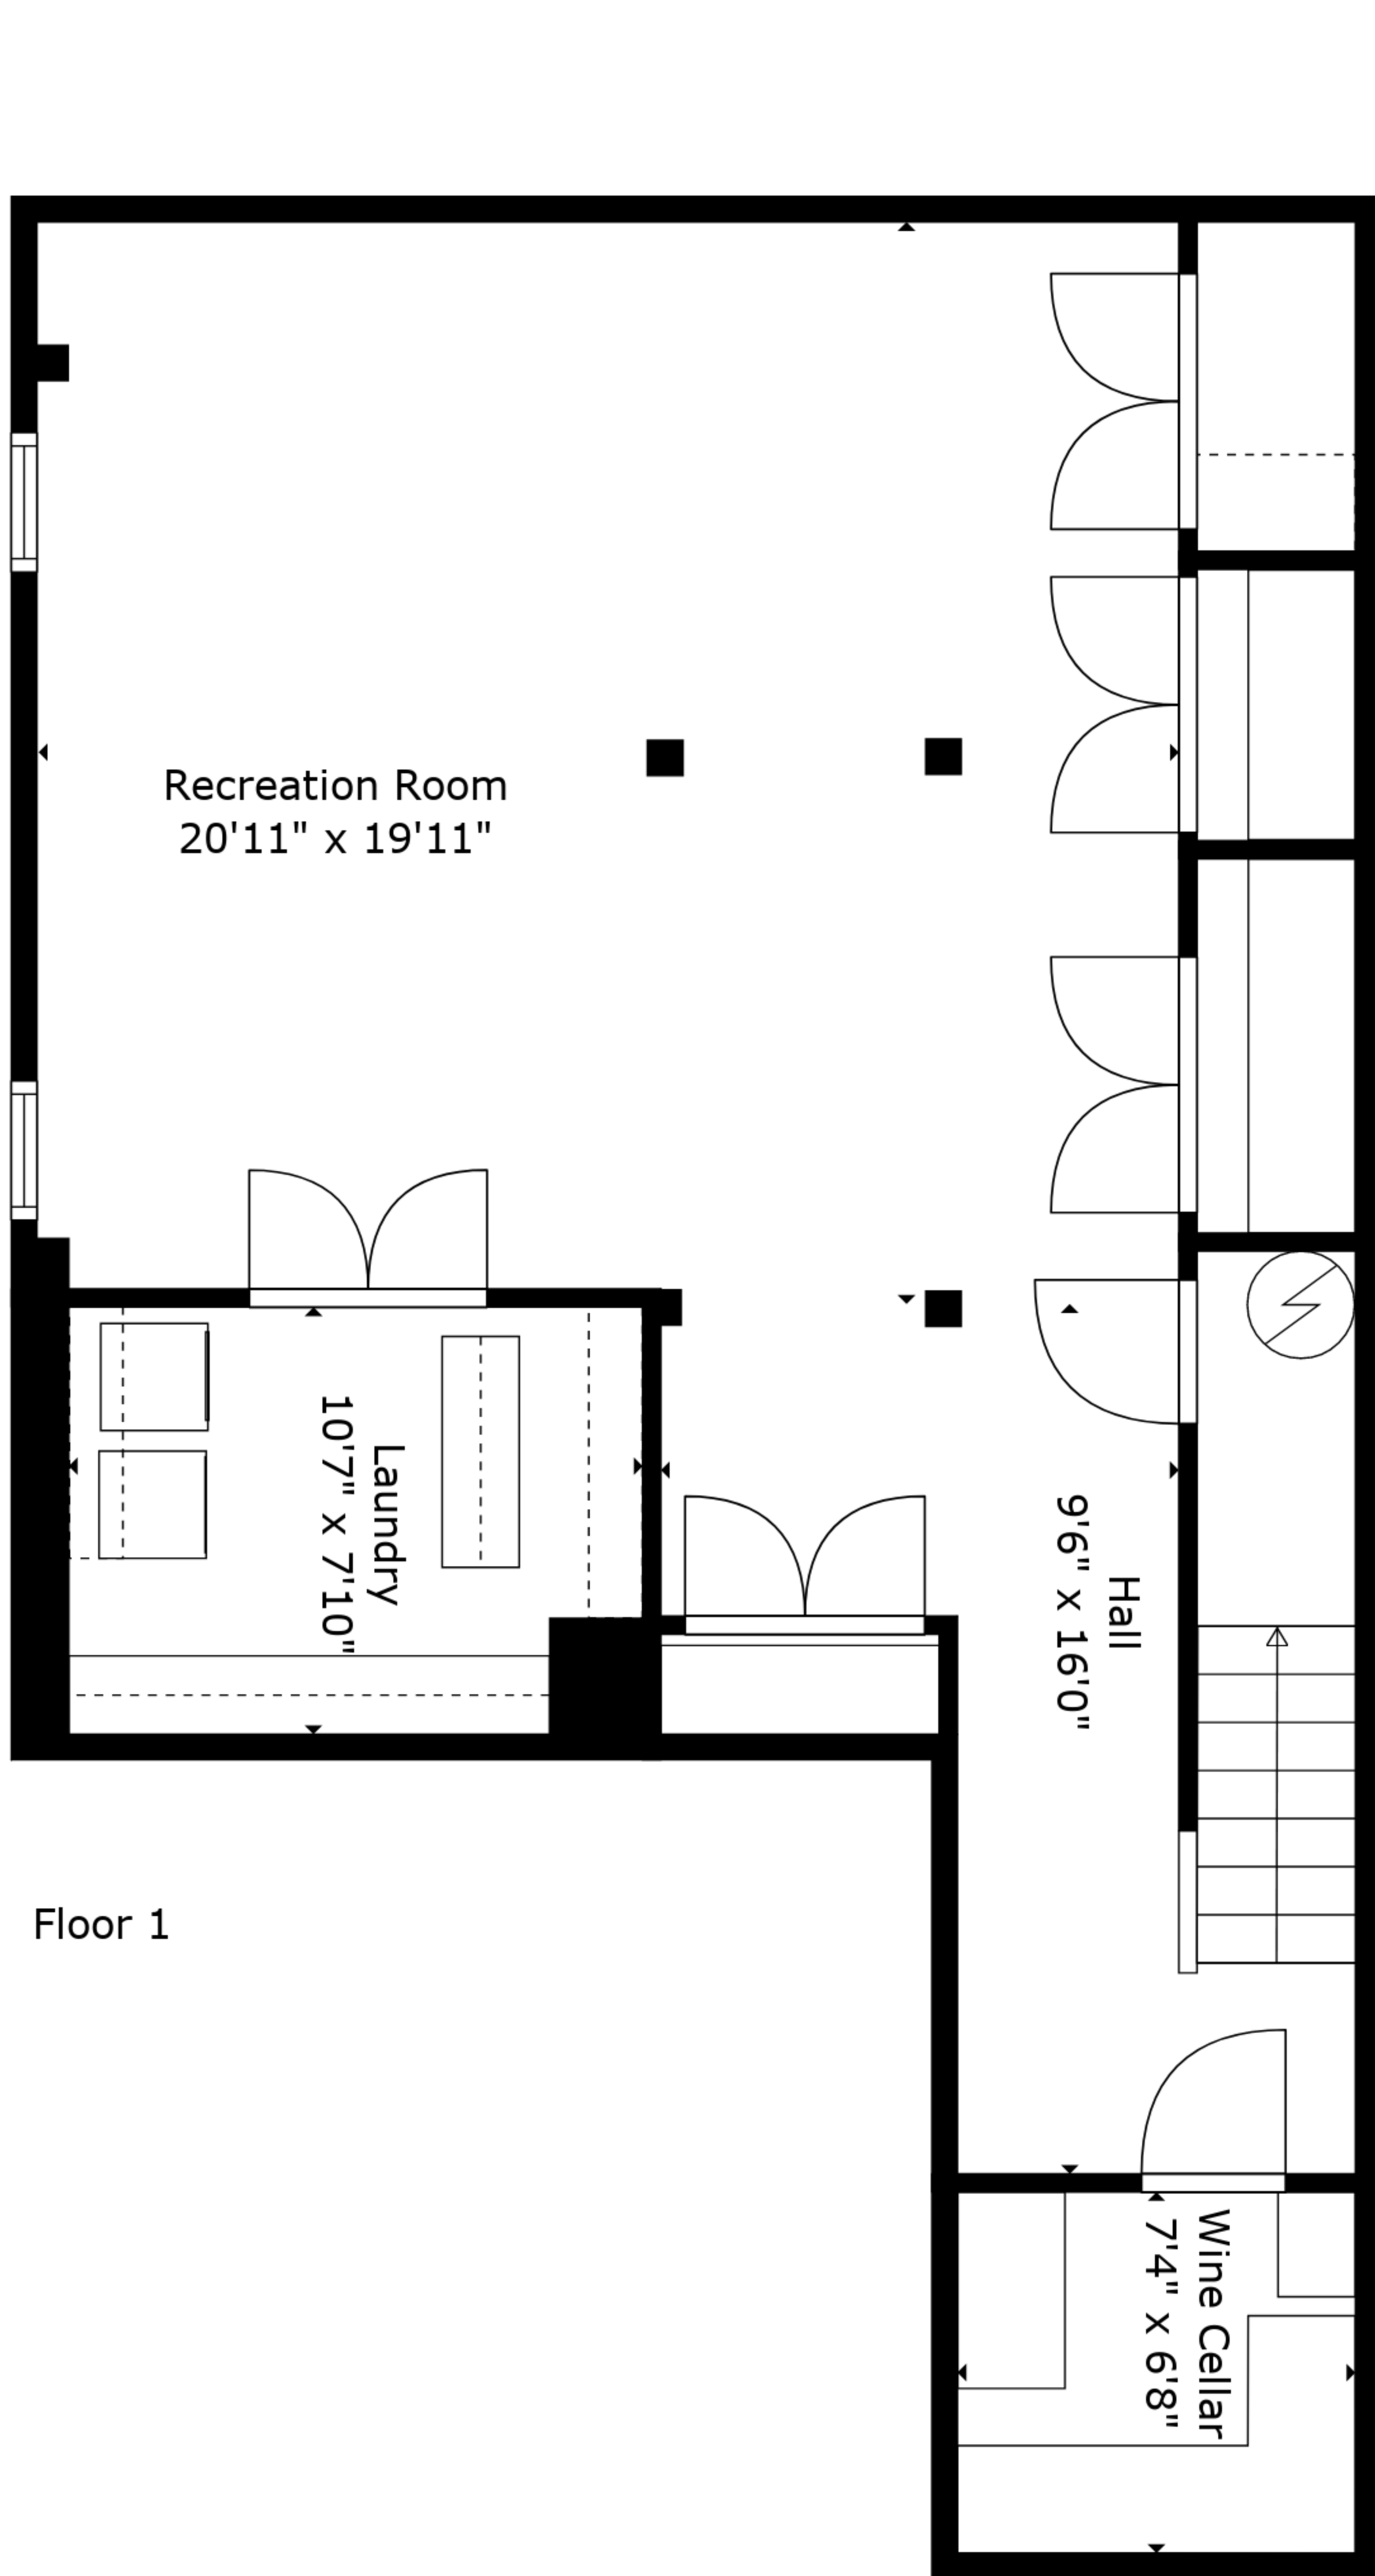 Recreation Room
20'11" x 19'11"
Laundry
10'7" x 7'10"
Hall
9'6" x 16'0"
Floor 1
Wine Cellar
7'4" x 6'8"